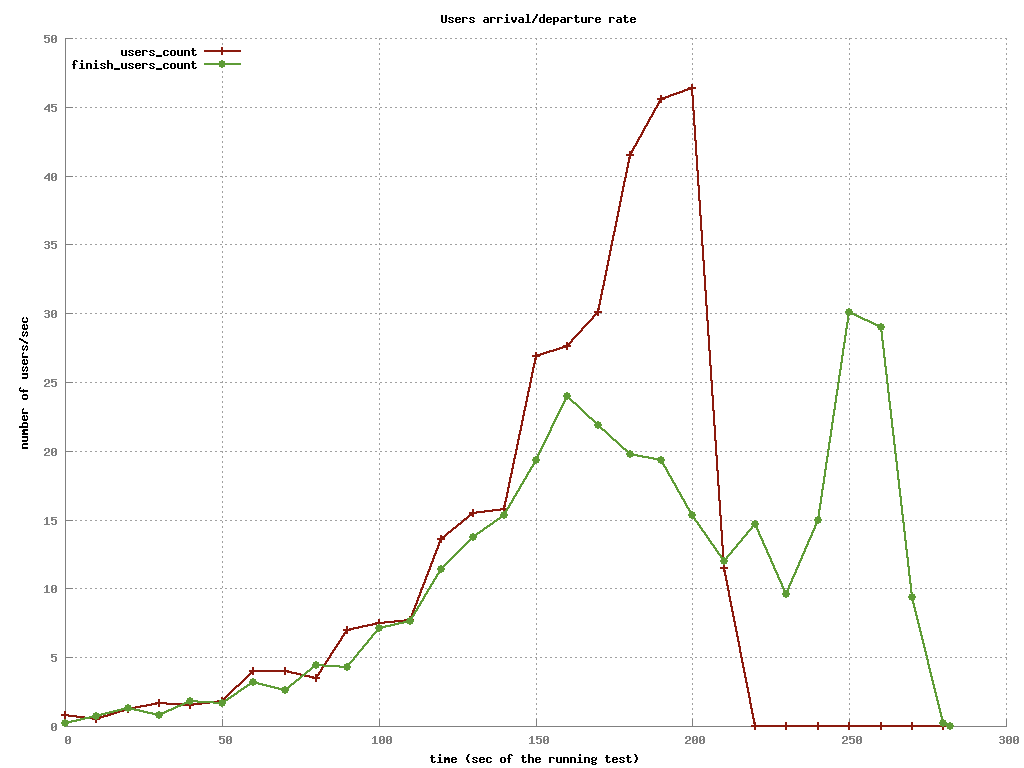 Users arrival/departure rate
users_count
finish_users_count
50
45
40
35
30
25
20
15
10
5
0
number of users/sec
0 50 100 150 200 250 300
time (sec of the running test)